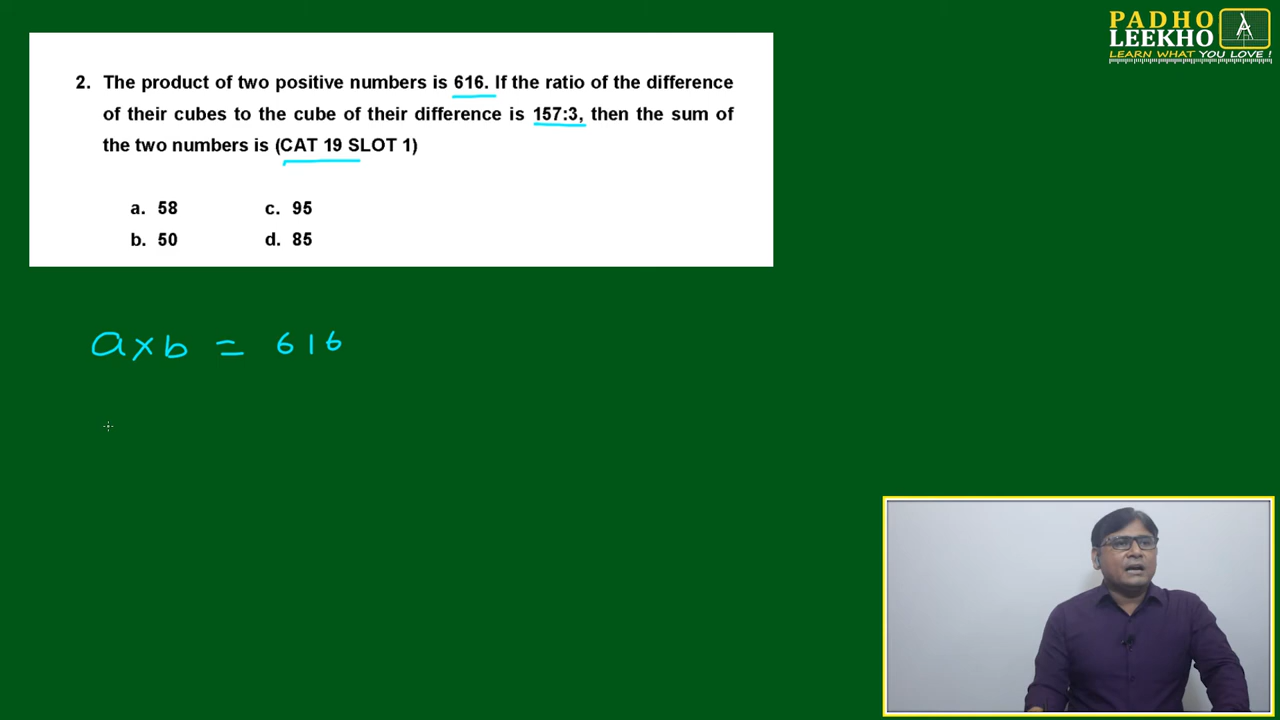 PADHO
LEEKHO
LEARN WHAT YOU LOVE !
2. The product of two positive numbers is 616. If the ratio of the difference
of their cubes to the cube of their difference is 157:3, then the sum of
the two numbers is (CAT 19 SLOT 1)
a. 58 c. 95
b. 50 d. 85
a×b = 616